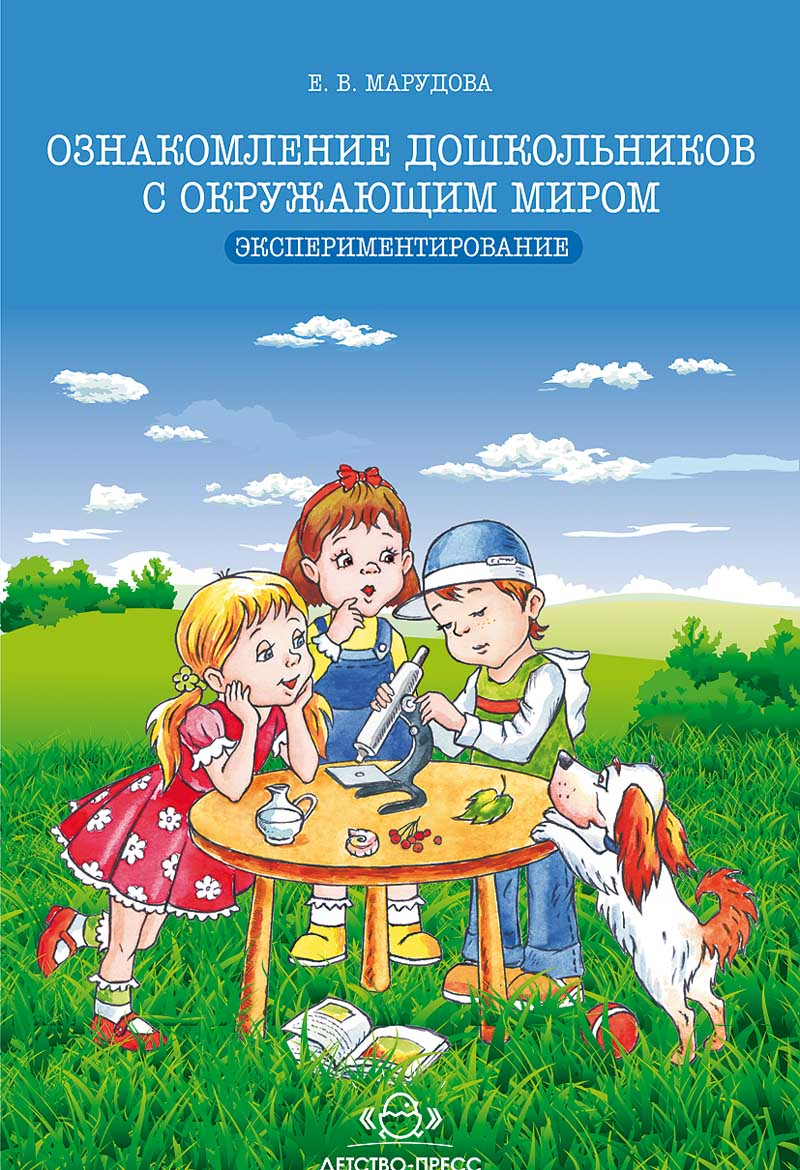 Е. В. МАРУДОВА
ОЗНАКОМЛЕНИЕ ДОШКОЛЬНИКОВ
С ОКРУЖАЮЩИМ МИРОМ
ЭКСПЕРИМЕНТИРОВАНИЕ
ДЕТСТВО-ПРЕСС